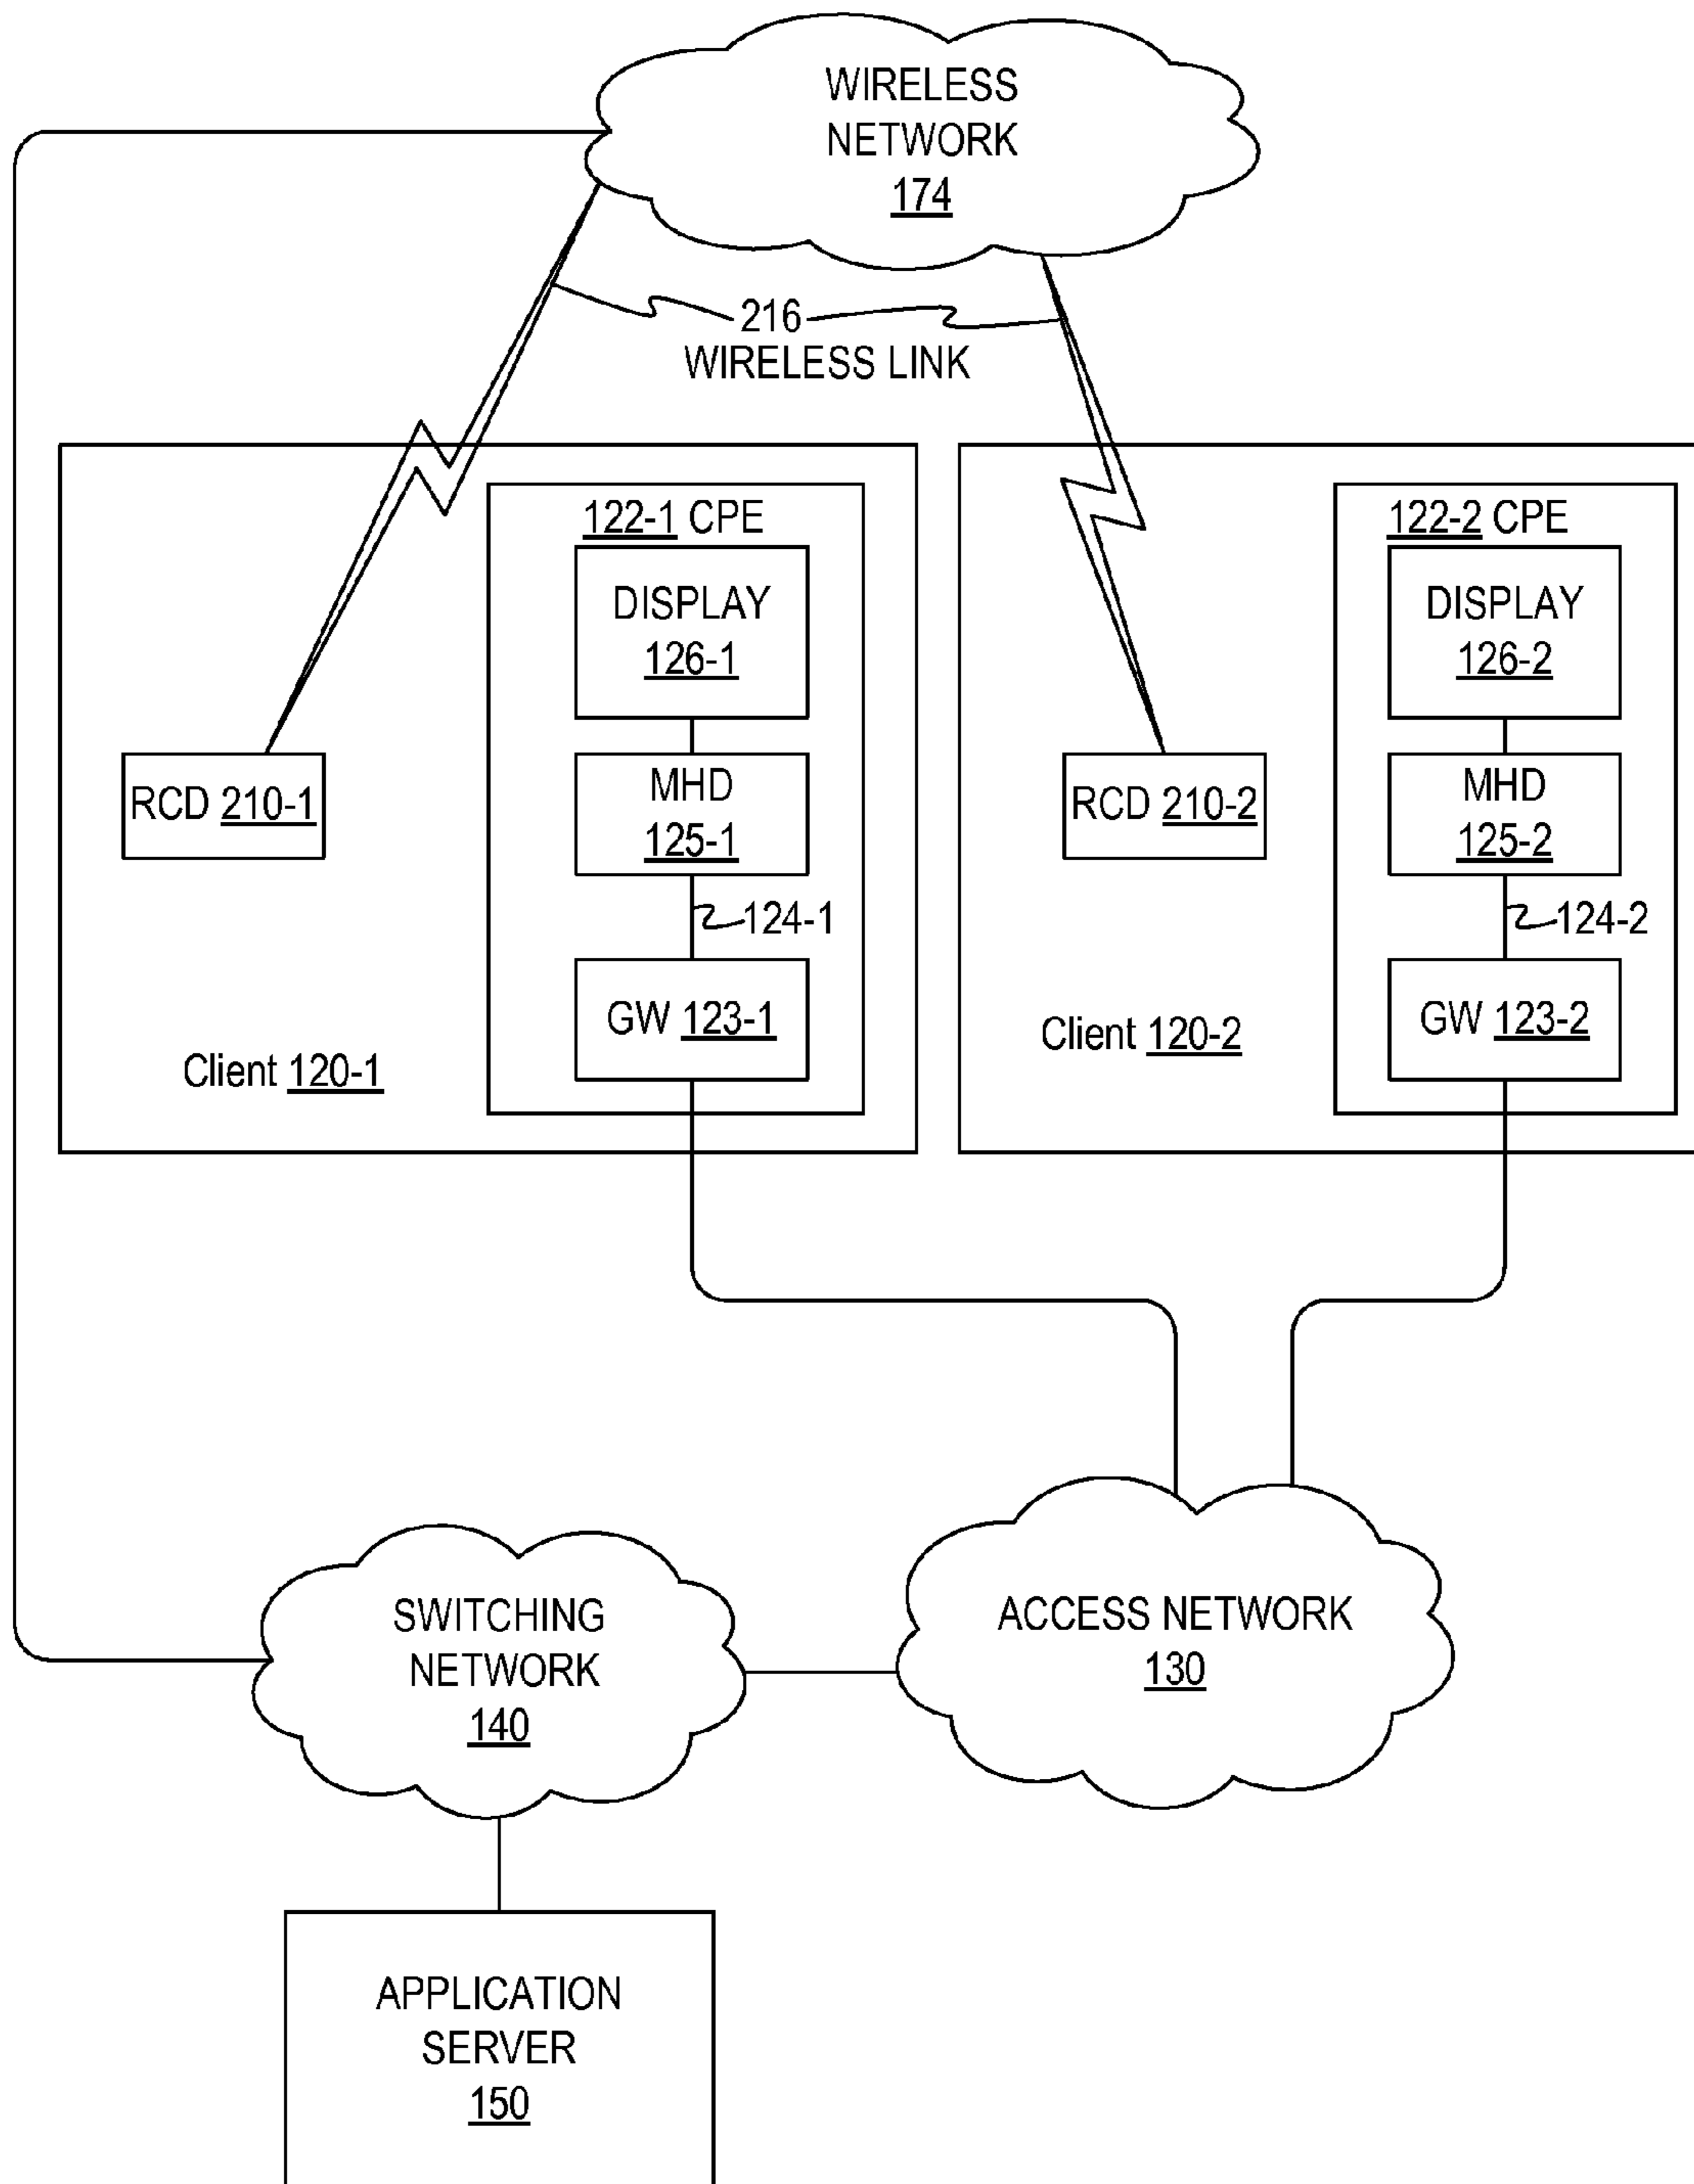 WIRELESS
NETWORK
174
216
WIRELESS LINK
122-1 CPE
DISPLAY
126-1
RCD 210-1
MHD
125-1
124-1
GW 123-1
Client 120-1
122-2 CPE
DISPLAY
126-2
RCD 210-2
MHD
125-2
124-2
GW 123-2
Client 120-2
SWITCHING
NETWORK
140
ACCESS NETWORK
130
APPLICATION
SERVER
150